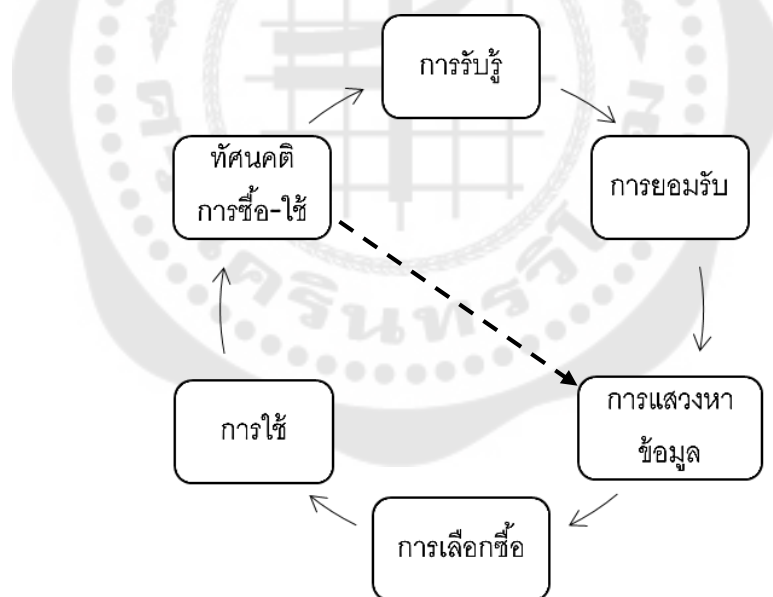 การรับรู้
ทัศนคติ
การซื้อ-ใช้
การยอมรับ
การแสวงหา
ข้อมูล
การใช้
การเลือกซื้อ